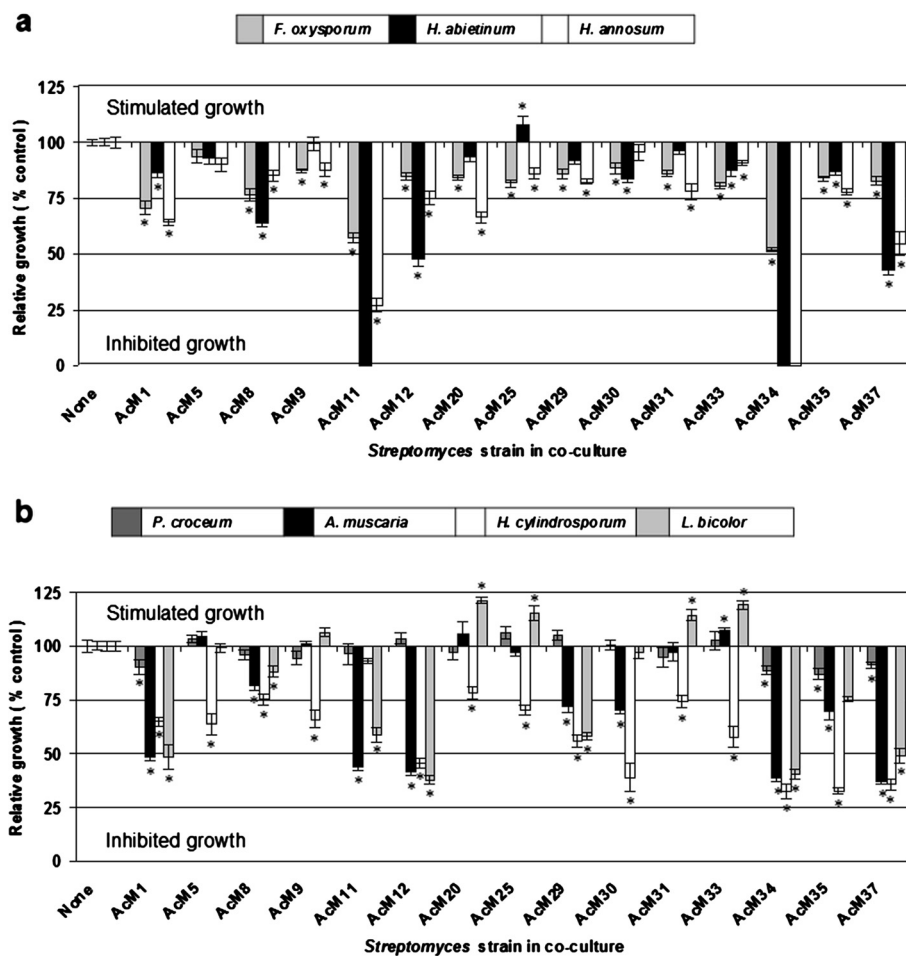 a
F. oxysporum H. abietinum H. annosum
Relative growth ( % control)
125
100
75
50
25
0
Stimulated growth
Inhibited growth
None AcM1 AcM5 AcM8 AcM9 AcM11 AcM12 AcM20 AcM25 AcM29 AcM30 AcM31 AcM33 AcM34 AcM35 AcM37
Streptomyces strain in co-culture
b
P. croceum A. muscaria H. cylindrosporum L. bicolor
Relative growth ( % control)
125
100
75
50
25
0
Stimulated growth
Inhibited growth
None AcM1 AcM5 AcM8 AcM9 AcM11 AcM12 AcM20 AcM25 AcM29 AcM30 AcM31 AcM33 AcM34 AcM35 AcM37
Streptomyces strain in co-culture